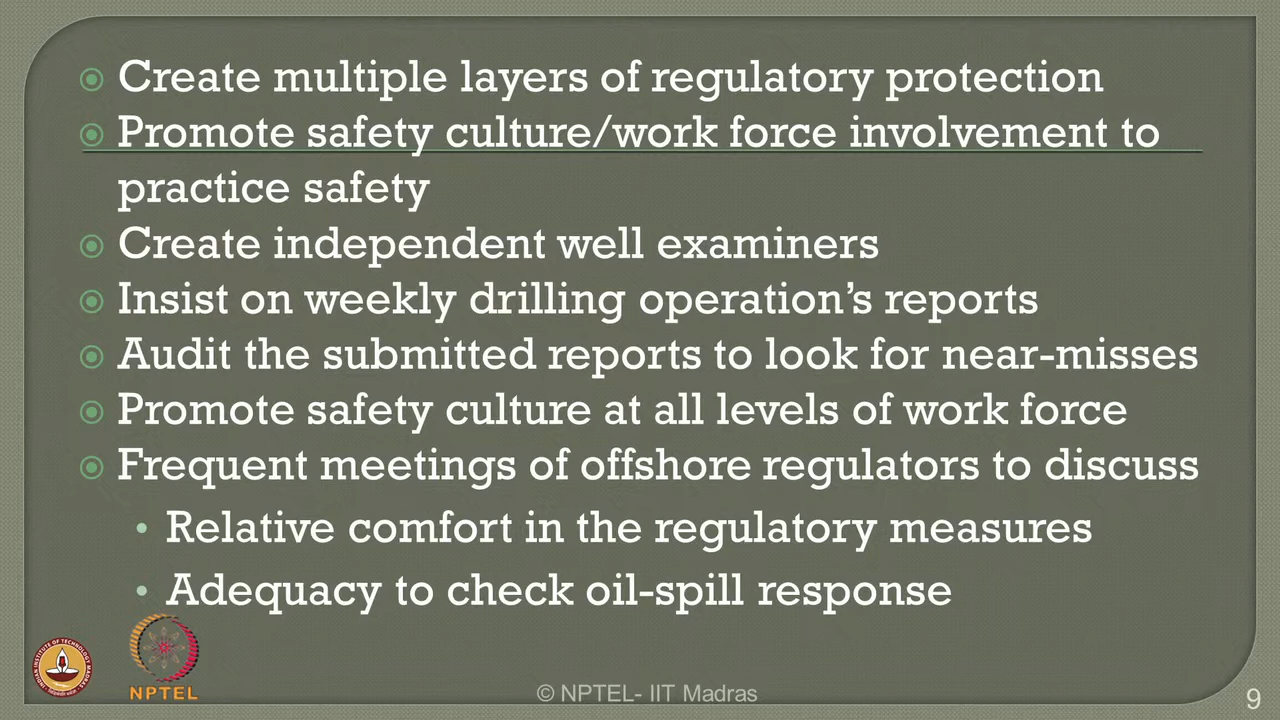 Create multiple layers of regulatory protection
Promote safety culture/work force involvement to
practice safety
Create independent well examiners
Insist on weekly drilling operation's reports
Audit the submitted reports to look for near-misses
Promote safety culture at all levels of work force
Frequent meetings of offshore regulators to discuss
• Relative comfort in the regulatory measures
• Adequacy to check oil-spill response
NPTEL
© NPTEL- IIT Madras
9